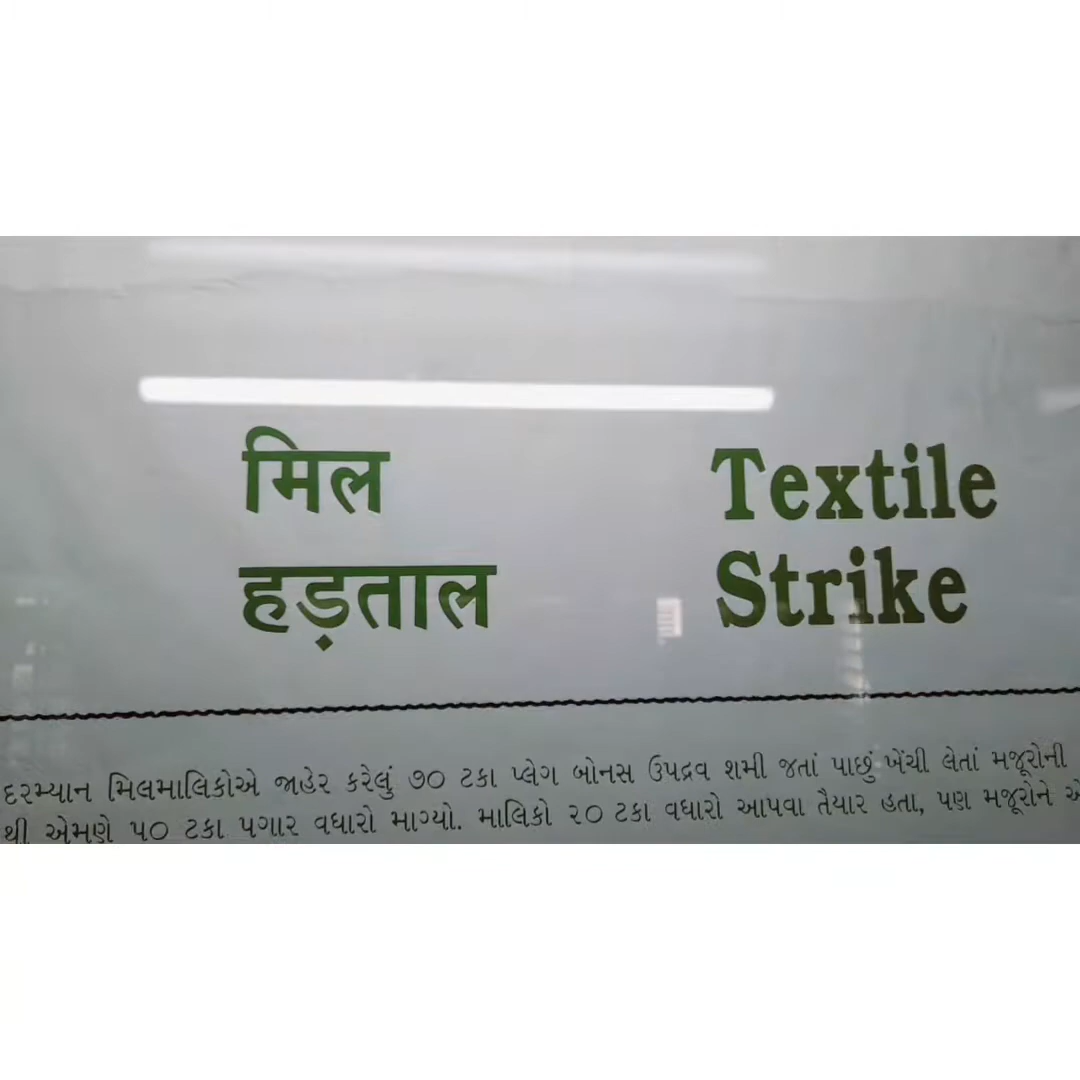 मिल
हड़ताल
Textile
Strike
દરમ્યાન મિલમાલિકોએ જાહેર કરેલું ૭૦ ટકા પ્લેગ બોનસ ઉપદ્રવ શમી જતાં પાછું ખેંચી લેતાં મજૂરોની
થી એમણે ૫૦ ટકા પગાર વધારો માગ્યો. માલિકો ૨૦ ટકા વધારો આપવા તૈયાર હતા, પણ મજૂરોને